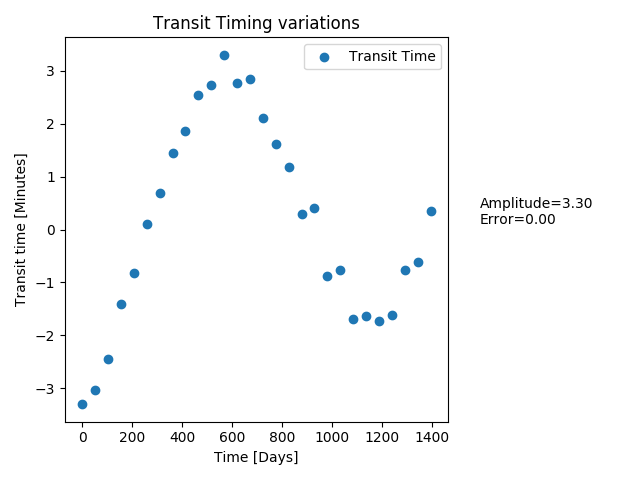 Transit Timing variations
Transit Time
3
2
1
0
−1
−2
−3
Transit time [Minutes]
Amplitude=3.30
Error=0.00
0 200 400 600 800 1000 1200 1400
Time [Days]